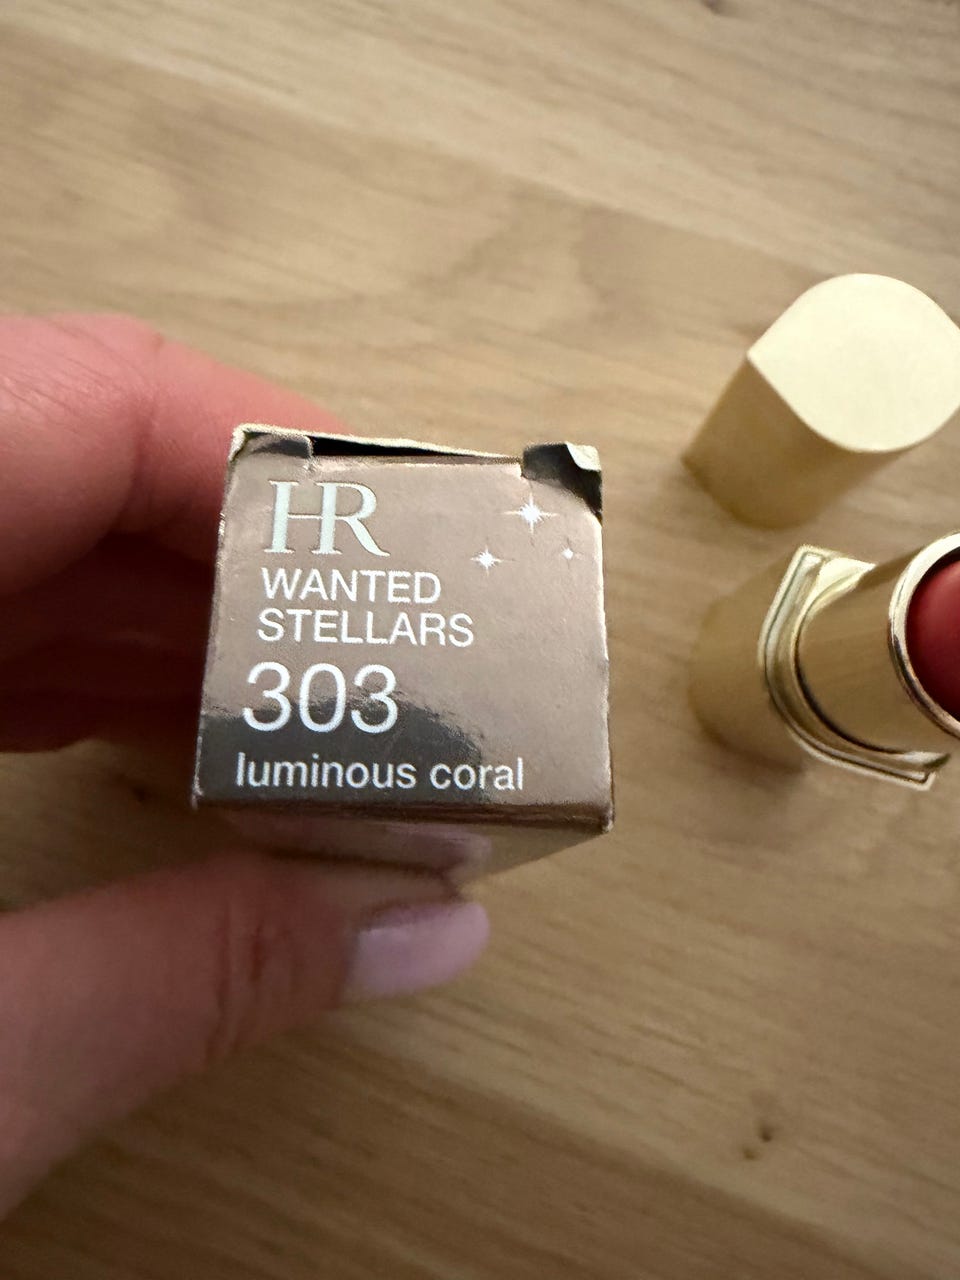 HR
WANTED
STELLARS
303
luminous coral